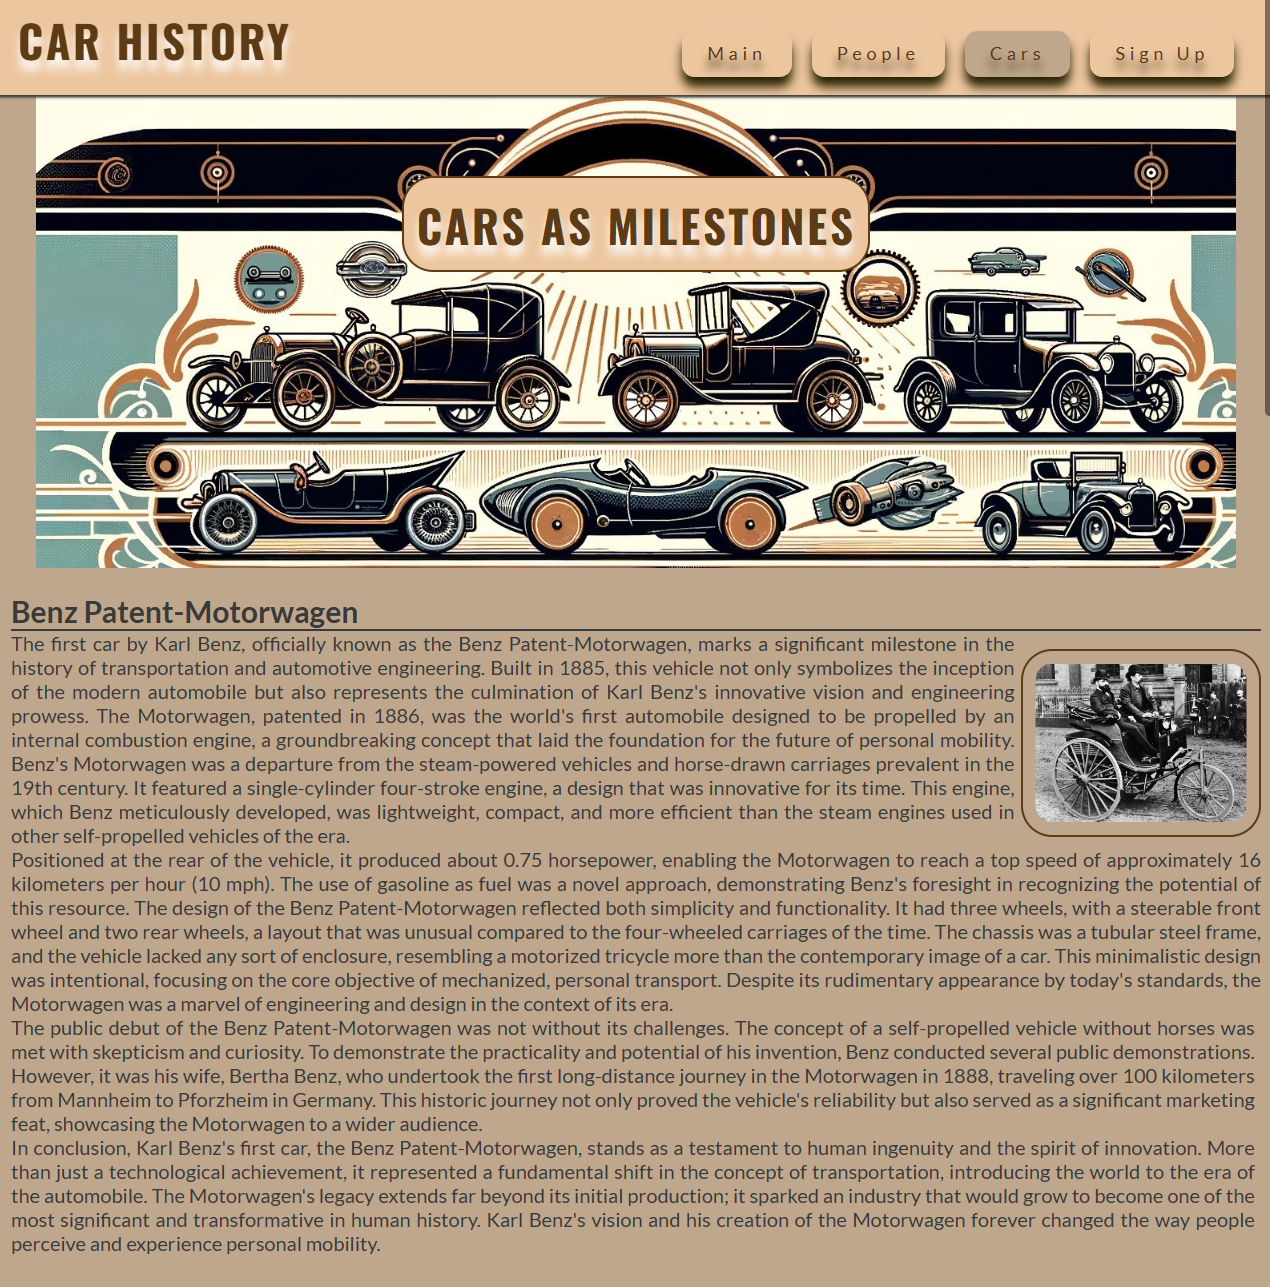 CAR HISTORY
Main
People
Cars
Sign Up
CARS AS MILESTONES
Benz Patent-Motorwagen
The first car by Karl Benz, officially known as the Benz Patent-Motorwagen, marks a significant milestone in the
history of transportation and automotive engineering. Built in 1885, this vehicle not only symbolizes the inception
of the modern automobile but also represents the culmination of Karl Benz's innovative vision and engineering
prowess. The Motorwagen, patented in 1886, was the world's first automobile designed to be propelled by an
internal combustion engine, a groundbreaking concept that laid the foundation for the future of personal mobility.
Benz's Motorwagen was a departure from the steam-powered vehicles and horse-drawn carriages prevalent in the
19th century. It featured a single-cylinder four-stroke engine, a design that was innovative for its time. This engine,
which Benz meticulously developed, was lightweight, compact, and more efficient than the steam engines used in
other self-propelled vehicles of the era.
Positioned at the rear of the vehicle, it produced about 0.75 horsepower, enabling the Motorwagen to reach a top speed of approximately 16
kilometers per hour (10 mph). The use of gasoline as fuel was a novel approach, demonstrating Benz's foresight in recognizing the potential of
this resource. The design of the Benz Patent-Motorwagen reflected both simplicity and functionality. It had three wheels, with a steerable front
wheel and two rear wheels, a layout that was unusual compared to the four-wheeled carriages of the time. The chassis was a tubular steel frame,
and the vehicle lacked any sort of enclosure, resembling a motorized tricycle more than the contemporary image of a car. This minimalistic design
was intentional, focusing on the core objective of mechanized, personal transport. Despite its rudimentary appearance by today's standards, the
Motorwagen was a marvel of engineering and design in the context of its era.
The public debut of the Benz Patent-Motorwagen was not without its challenges. The concept of a self-propelled vehicle without horses was
met with skepticism and curiosity. To demonstrate the practicality and potential of his invention, Benz conducted several public demonstrations.
However, it was his wife, Bertha Benz, who undertook the first long-distance journey in the Motorwagen in 1888, traveling over 100 kilometers
from Mannheim to Pforzheim in Germany. This historic journey not only proved the vehicle's reliability but also served as a significant marketing
feat, showcasing the Motorwagen to a wider audience.
In conclusion, Karl Benz's first car, the Benz Patent-Motorwagen, stands as a testament to human ingenuity and the spirit of innovation. More
than just a technological achievement, it represented a fundamental shift in the concept of transportation, introducing the world to the era of
the automobile. The Motorwagen's legacy extends far beyond its initial production; it sparked an industry that would grow to become one of the
most significant and transformative in human history. Karl Benz's vision and his creation of the Motorwagen forever changed the way people
perceive and experience personal mobility.